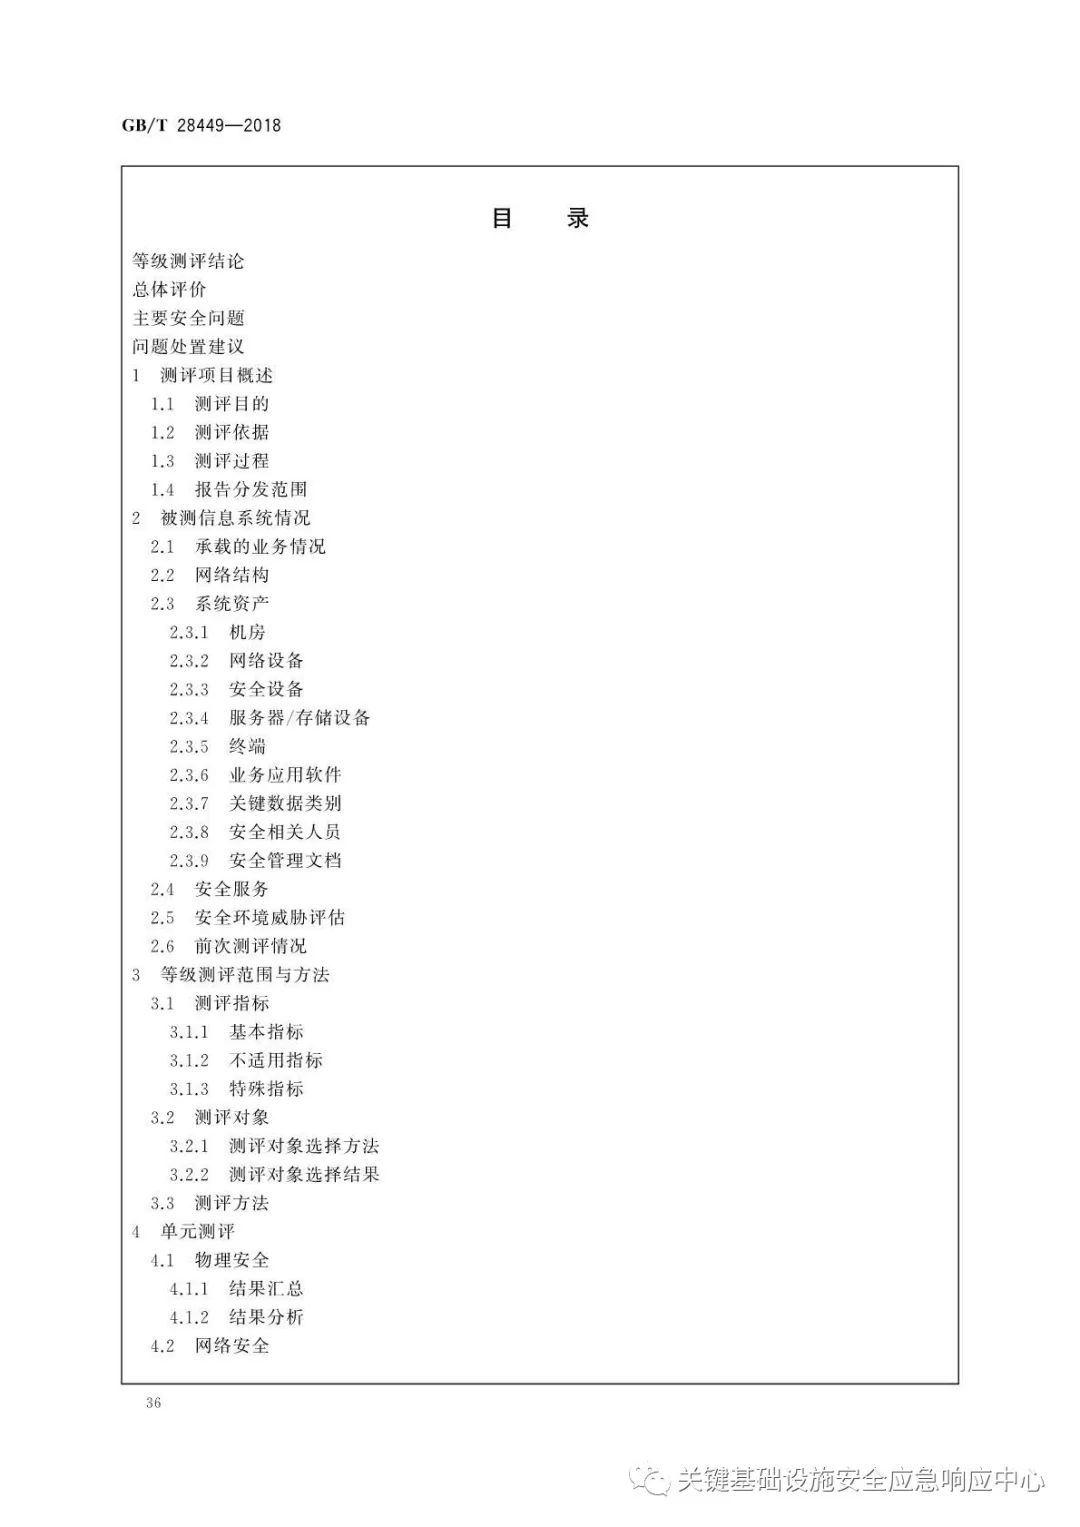 GB/T 28449—2018
目 录
等级测评结论
总体评价
主要安全问题
问题处置建议
1 测评项目概述
1.1 测评目的
1.2 测评依据
1.3 测评过程
1.4 报告分发范围
2 被测信息系统情况
2.1 承载的业务情况
2.2 网络结构
2.3 系统资产
2.3.1 机房
2.3.2 网络设备
2.3.3 安全设备
2.3.4 服务器/存储设备
2.3.5 终端
2.3.6 业务应用软件
2.3.7 关键数据类别
2.3.8 安全相关人员
2.3.9 安全管理文档
2.4 安全服务
2.5 安全环境威胁评估
2.6 前次测评情况
3 等级测评范围与方法
3.1 测评指标
3.1.1 基本指标
3.1.2 不适用指标
3.1.3 特殊指标
3.2 测评对象
3.2.1 测评对象选择方法
3.2.2 测评对象选择结果
3.3 测评方法
4 单元测评
4.1 物理安全
4.1.1 结果汇总
4.1.2 结果分析
4.2 网络安全
36
关键基础设施安全应急响应中心